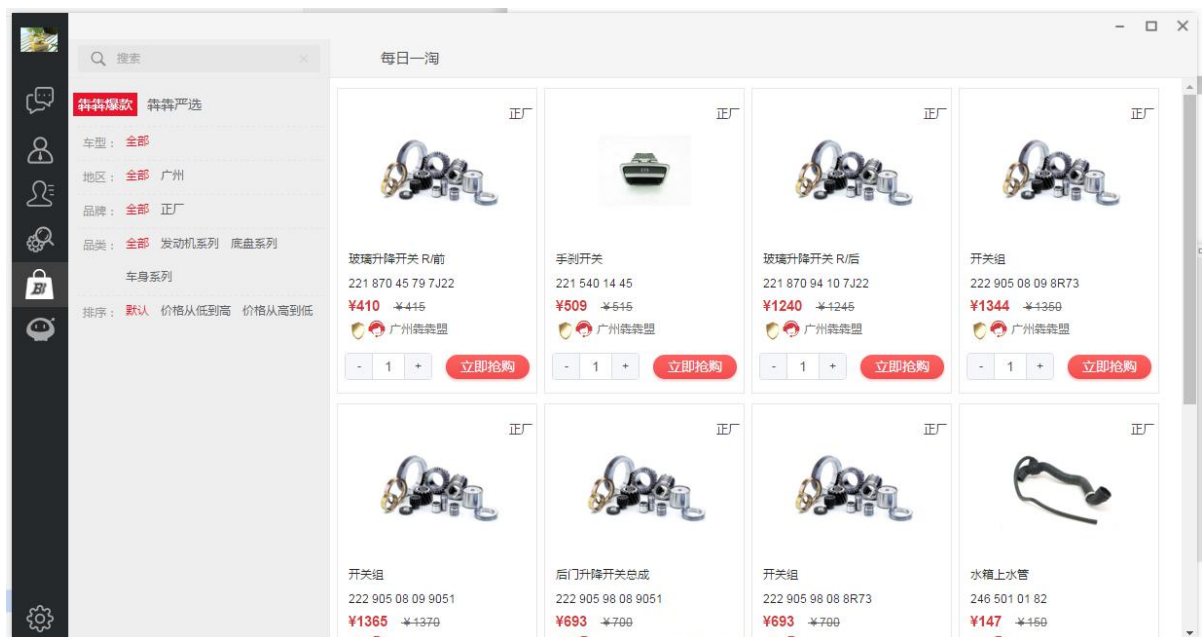 搜索
每日一淘
犇犇爆款 犇犇严选
车型： 全部
地区： 全部 广州
品牌： 全部 正厂
品类： 全部 发动机系列 底盘系列
车身系列
排序： 默认 价格从低到高 价格从高到低
正厂
玻璃升降开关 R/前
221 870 45 79 7J22
¥410 ¥415
广州犇犇盟
- 1 + 立即抢购
正厂
手刹开关
221 540 14 45
¥509 ¥515
广州犇犇盟
- 1 + 立即抢购
正厂
玻璃升降开关 R/后
221 870 94 10 7J22
¥1240 ¥1245
广州犇犇盟
- 1 + 立即抢购
正厂
开关组
222 905 08 09 8R73
¥1344 ¥1350
广州犇犇盟
- 1 + 立即抢购
正厂
开关组
222 905 08 09 9051
¥1365 ¥1370
正厂
后门升降开关总成
222 905 98 08 9051
¥693 ¥700
正厂
开关组
222 905 98 08 8R73
¥693 ¥700
正厂
水箱上水管
246 501 01 82
¥147 ¥150